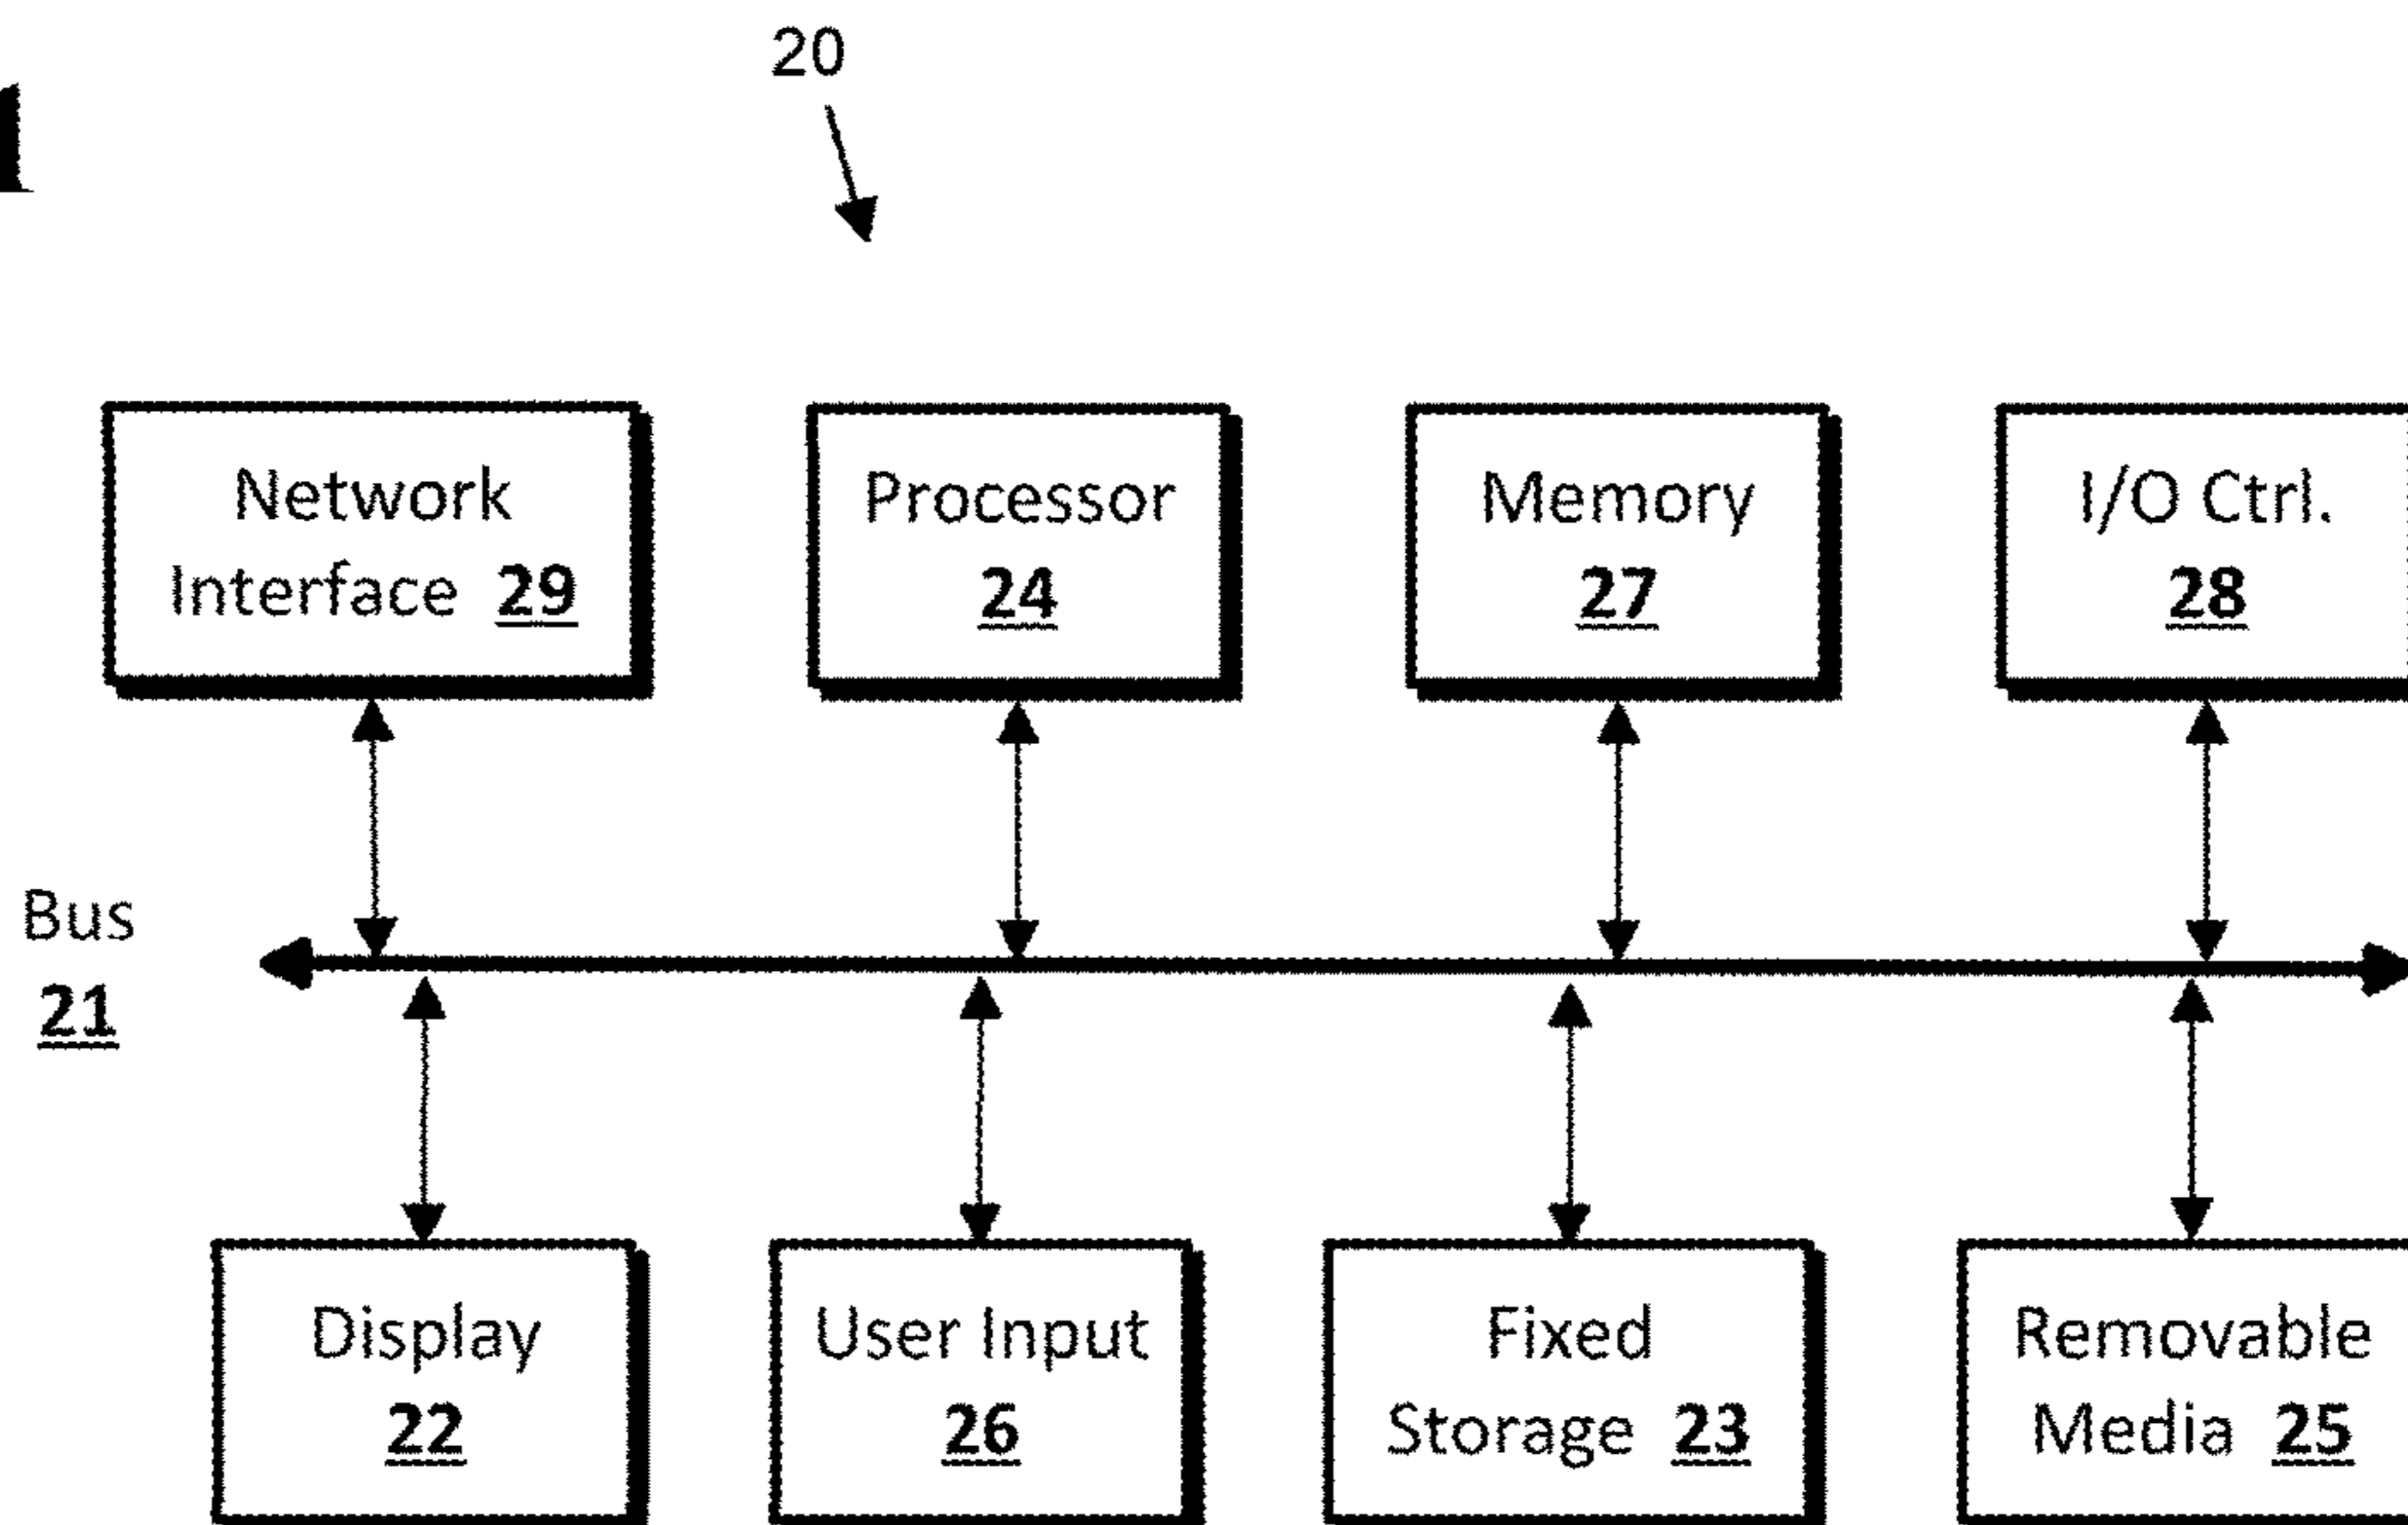 20
Network
Interface 29
Processor
24
Memory
27
I/O Ctrl.
28
Bus
21
Display
22
User Input
26
Fixed
Storage 23
Removable
Media 25